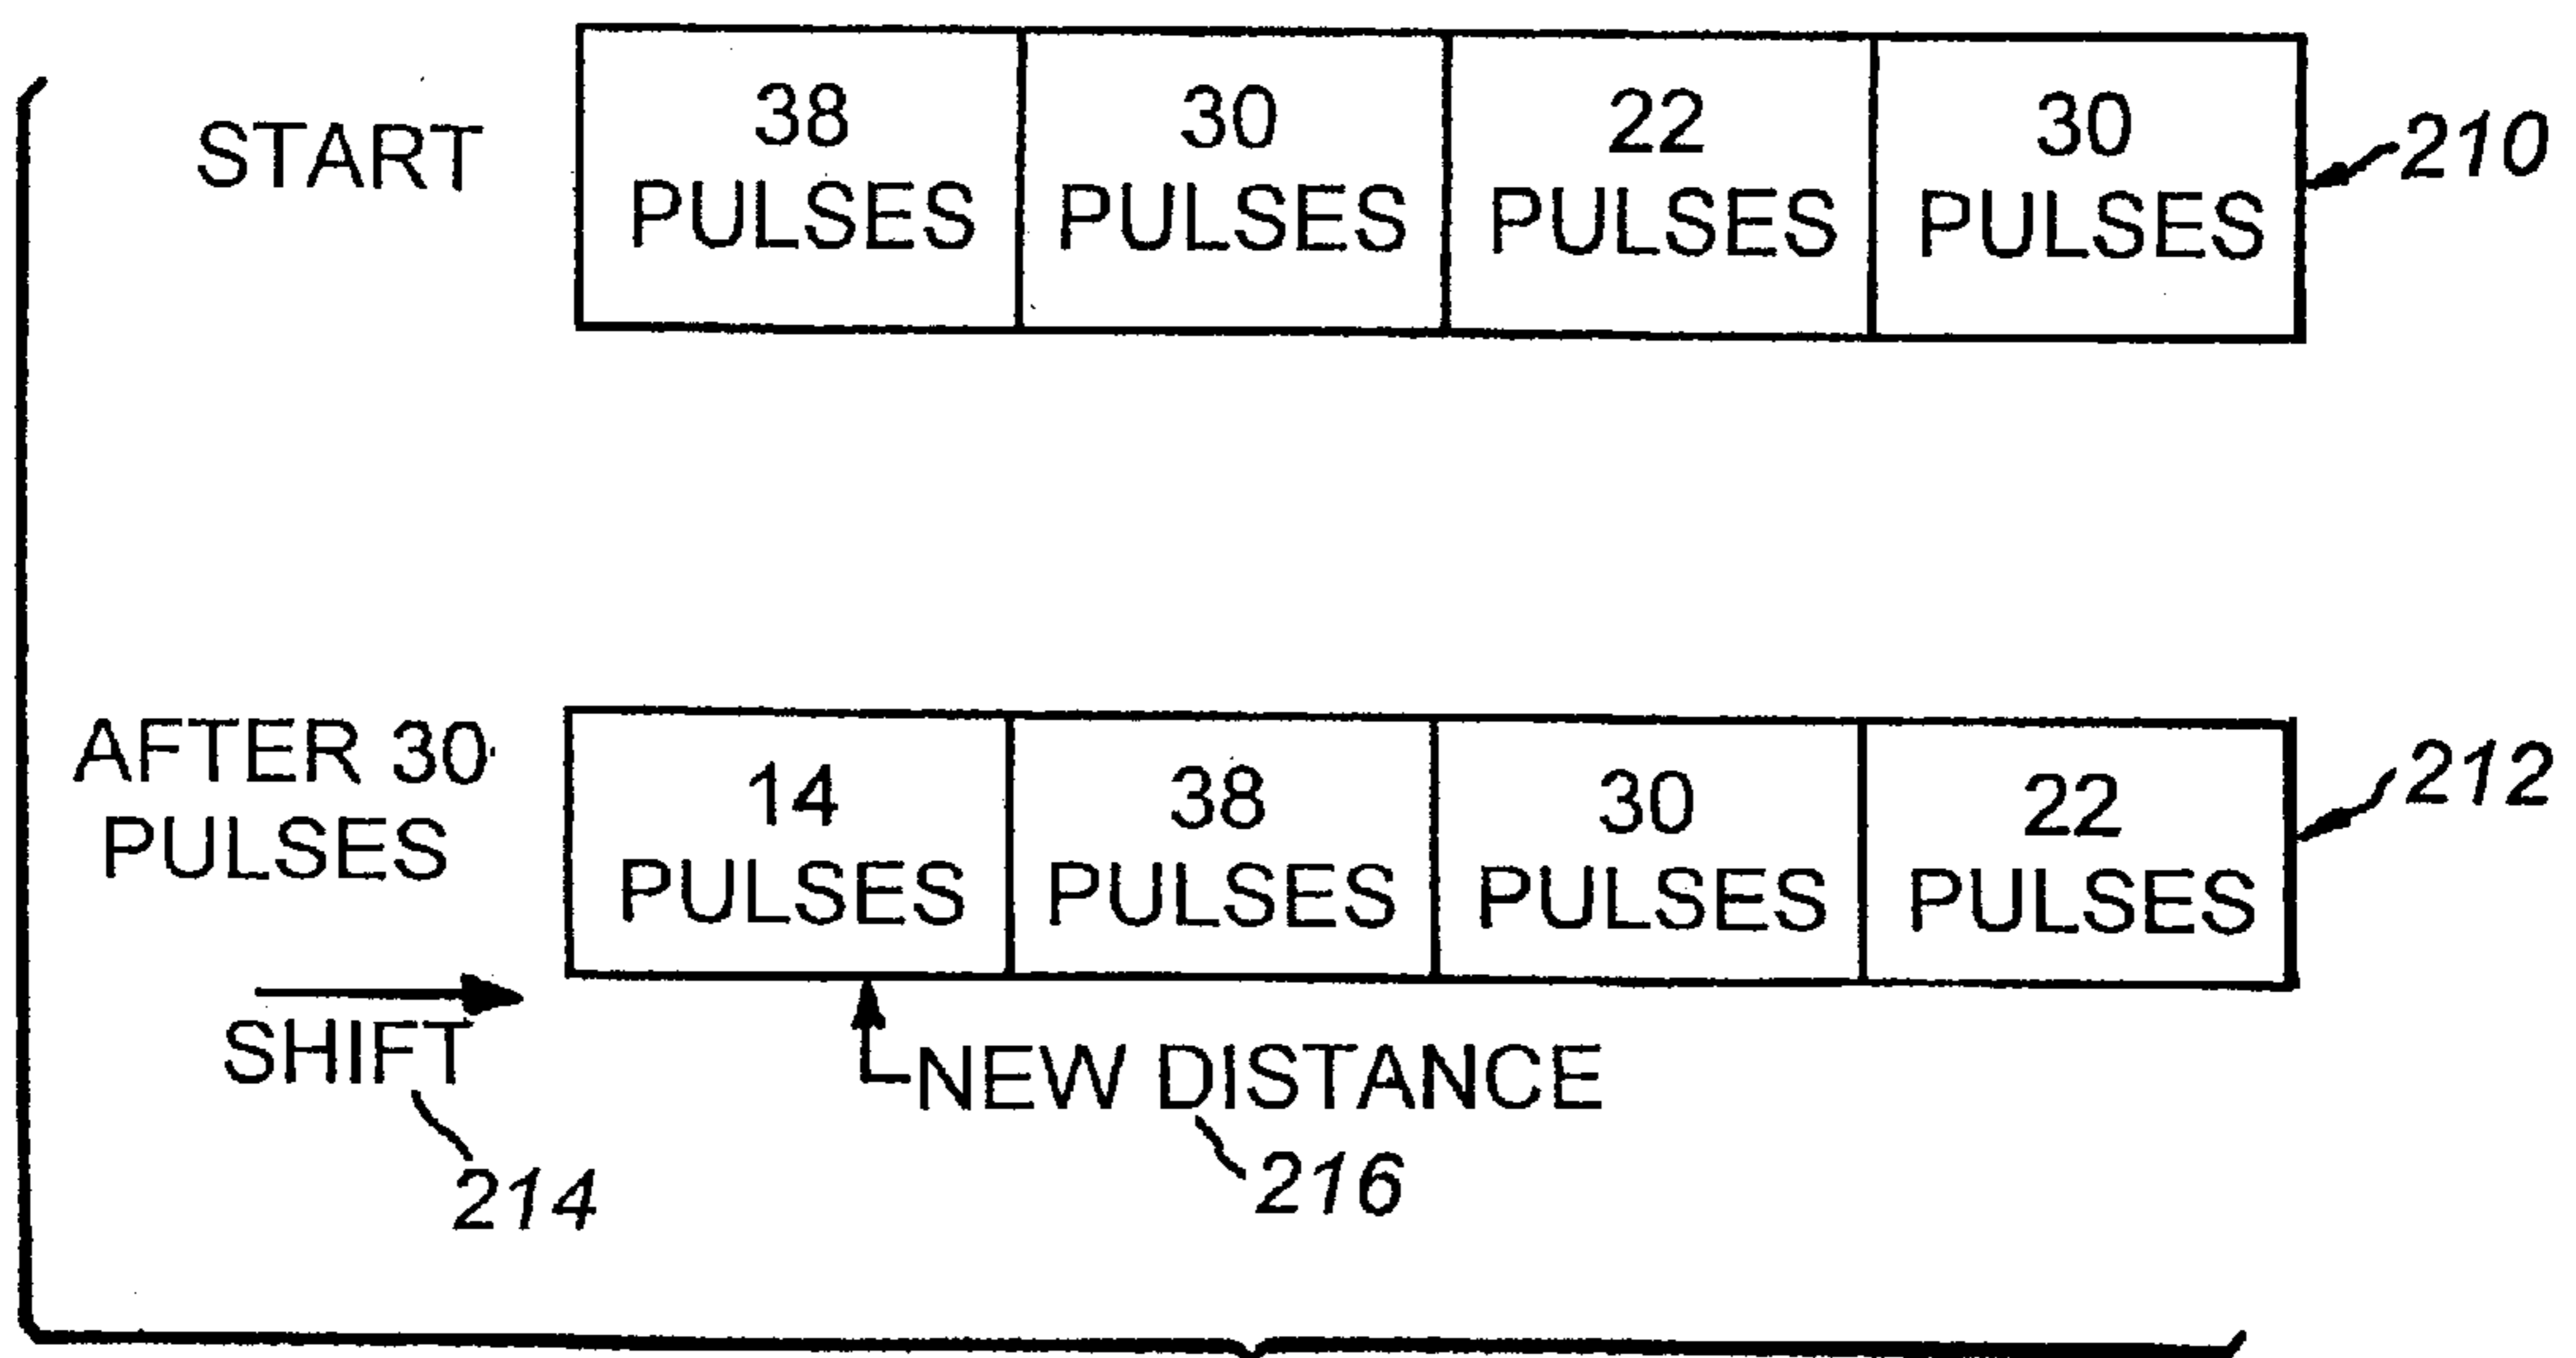 START
38 PULSES
30 PULSES
22 PULSES
30 PULSES
210
AFTER 30 PULSES
14 PULSES
38 PULSES
30 PULSES
22 PULSES
212
SHIFT
214
NEW DISTANCE
216